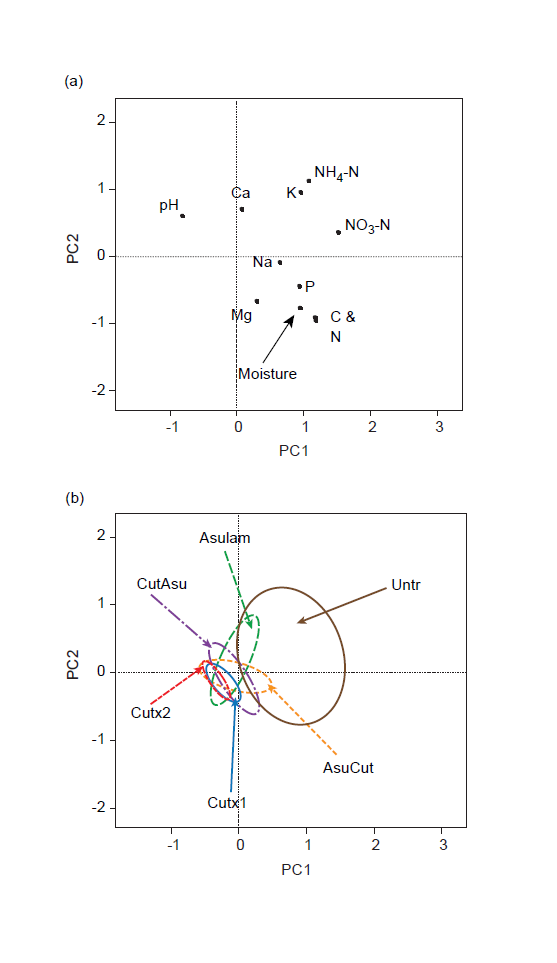 (a)
2
1
0
-1
-2
PC2
pH
Ca
K
NH4-N
NO3-N
Na
P
Mg
C &
N
Moisture
-1
0
1
2
3
PC1
(b)
2
1
0
-1
-2
PC2
Asulam
CutAsu
Untr
Cutx2
AsuCut
Cutx1
-1
0
1
2
3
PC1